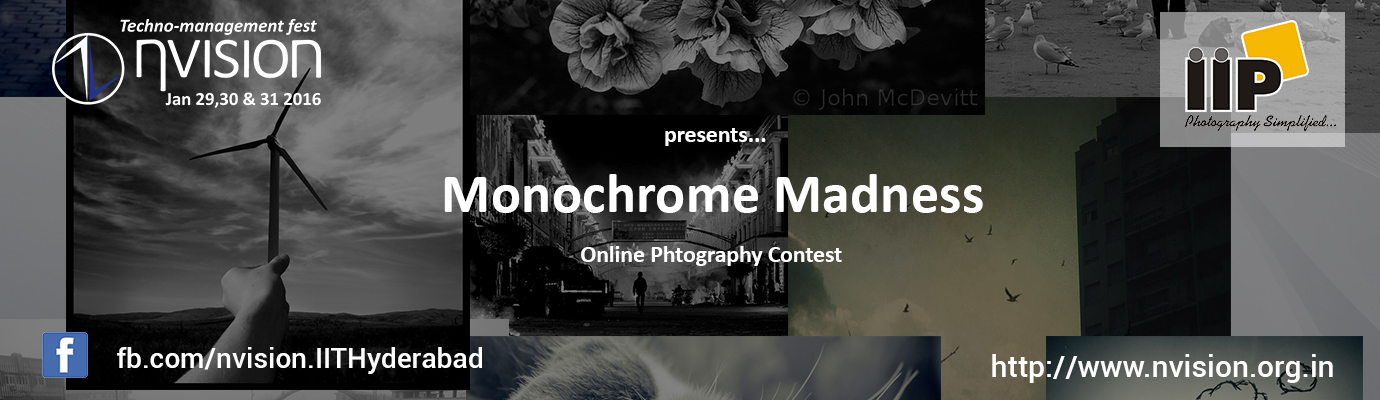 Techno-management fest
nvision
Jan 29,30 & 31 2016
iiP
Photography Simplified...
© John McDevitt
presents...
Monochrome Madness
Online Phtography Contest
fb.com/nvision.IITHyderabad
http://www.nvision.org.in